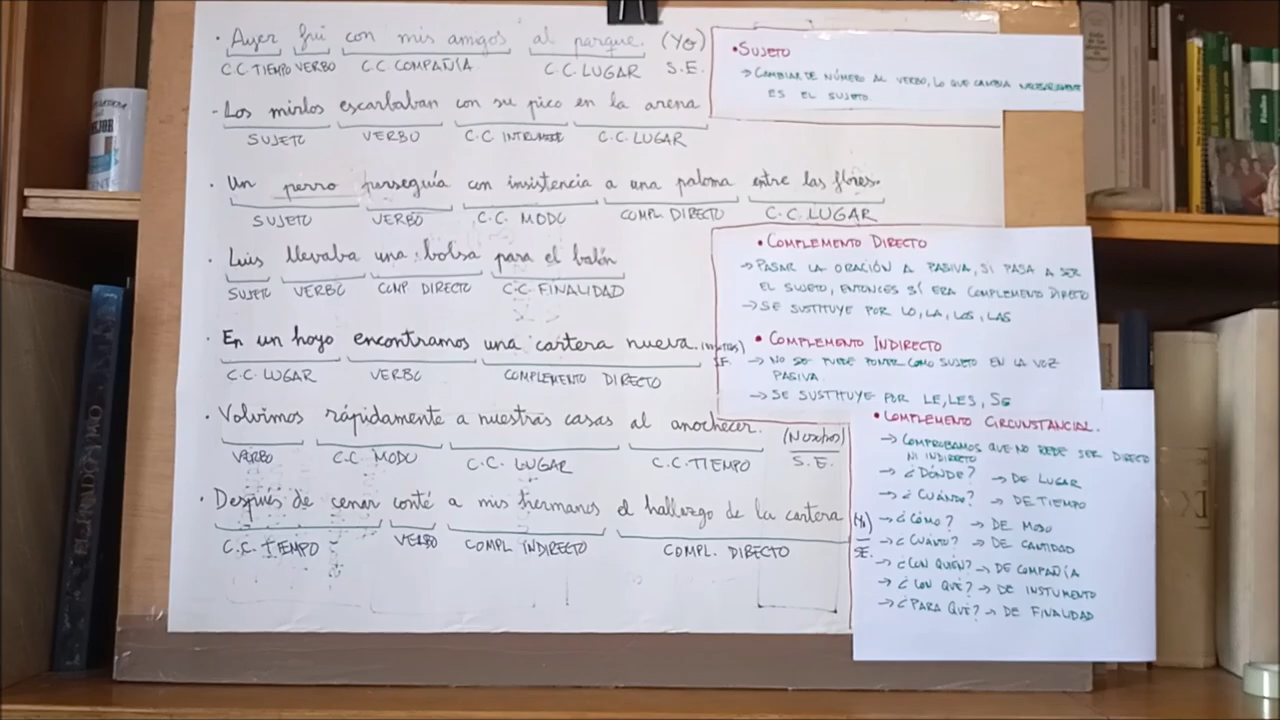 · Ayer fui con mis amigos al parque. (Yo)
C.C. TIEMPO VERBO C.C. COMPAÑÍA C.C. LUGAR S.E.
- Los mirlos escarbaban con su pico en la arena
SUJETO VERBO C.C. C.C. LUGAR
· Un perro perseguía con insistencia a una paloma entre las flores.
SUJETO VERBO C.C. MODO COMPL DIRECTO C.C. LUGAR
· Luis llevaba una bolsa para el balón
SUJETO VERBO COMP DIRECTO C.C. FINALIDAD
· En un hoyo encontramos una cartera nueva.
C.C. LUGAR VERBO COMPLEMENTO DIRECTO S.E.
· Volvimos rápidamente a nuestras casas al anochecer. (Nosotros)
VERBO C.C. MODO C.C. LUGAR C.C. TIEMPO S.E.
· Después de cenar conté a mis hermanos el hallazgo de la cartera (Yo)
C.C. TIEMPO VERBO COMPL INDIRECTO COMPL. DIRECTO S.E.
• SUJETO
→ CAMBIAR DE NÚMERO AL VERBO, LO QUE CAMBIA NECESARIAMENTE
ES EL SUJETO.
• COMPLEMENTO DIRECTO
→ PASAR LA ORACIÓN A PASIVA, SI PASA A SER
EL SUJETO, ENTONCES SÍ ERA COMPLEMENTO DIRECTO
→ SE SUSTITUYE POR LO, LA, LOS, LAS
• COMPLEMENTO INDIRECTO
→ NO SE PUEDE PONER COMO SUJETO EN LA VOZ
PASIVA
→ SE SUSTITUYE POR LE, LES, SE
• COMPLEMENTO CIRCUNSTANCIAL.
→ COMPROBAMOS QUE NO PUEDE SER DIRECTO
NI INDIRECTO
→ ¿DÓNDE? → DE LUGAR
→ ¿CUÁNDO? → DE TIEMPO
→ ¿CÓMO? → DE MODO
→ ¿CUÁNTO? → DE CANTIDAD
→ ¿CON QUIÉN? → DE COMPAÑÍA
→ ¿CON QUÉ? → DE INSTUMENTO
→ ¿PARA QUÉ? → DE FINALIDAD